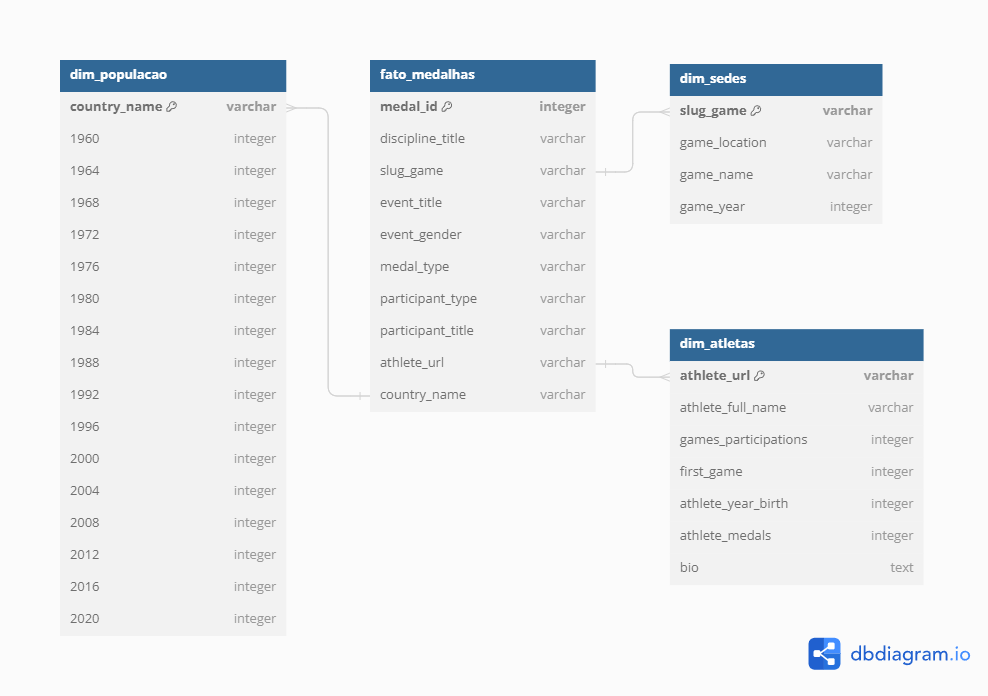 dim_populacao
country_name varchar
1960 integer
1964 integer
1968 integer
1972 integer
1976 integer
1980 integer
1984 integer
1988 integer
1992 integer
1996 integer
2000 integer
2004 integer
2008 integer
2012 integer
2016 integer
2020 integer
fato_medalhas
medal_id integer
discipline_title varchar
slug_game varchar
event_title varchar
event_gender varchar
medal_type varchar
participant_type varchar
participant_title varchar
athlete_url varchar
country_name varchar
dim_sedes
slug_game varchar
game_location varchar
game_name varchar
game_year integer
dim_atletas
athlete_url varchar
athlete_full_name varchar
games_participations integer
first_game integer
athlete_year_birth integer
athlete_medals integer
bio text
dbdiagram.io